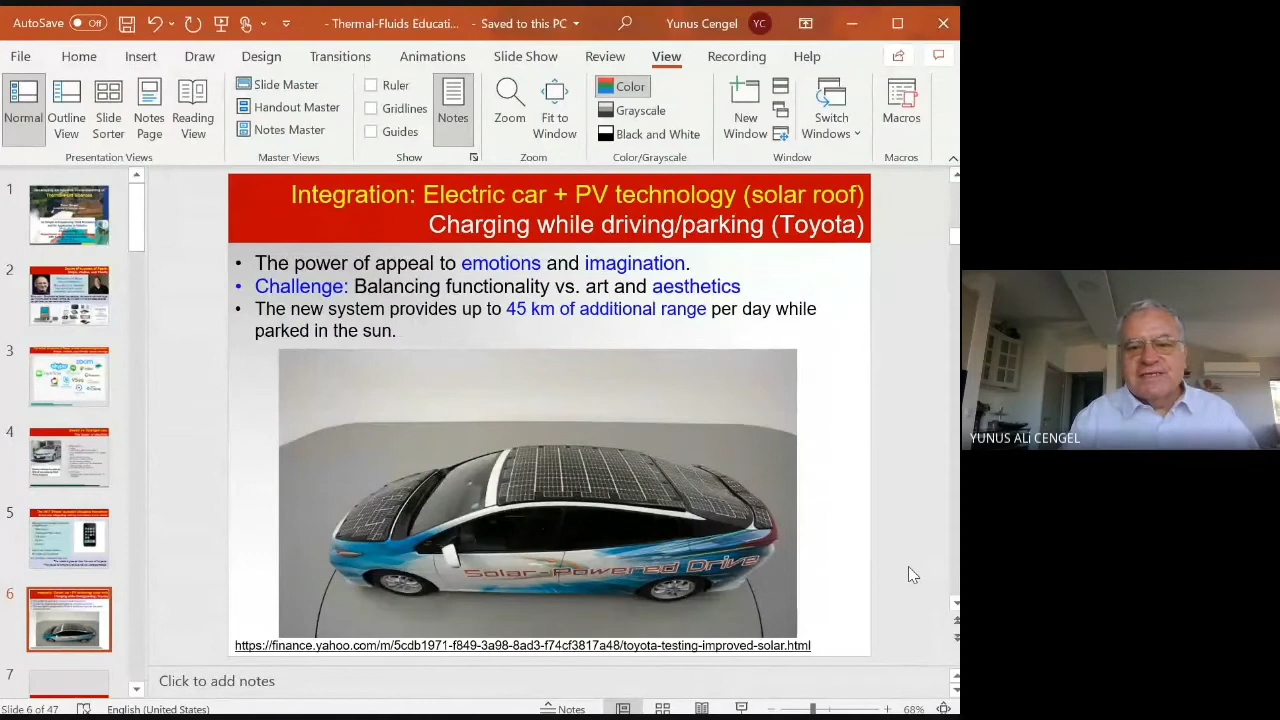 AutoSave Off
- Thermal-Fluids Educati... - Saved to this PC
Yunus Cengel YC
File Home Insert Draw Design Transitions Animations Slide Show Review View Recording Help
Normal
Outline View
Slide Sorter
Notes Page
Reading View
Presentation Views
Slide Master
Handout Master
Notes Master
Master Views
Ruler
Gridlines
Guides
Show
Notes
Zoom
Fit to Window
Zoom
Color
Grayscale
Black and White
Color/Grayscale
New Window
Switch Windows
Window
Macros
Macros
1
2
3
4
5
6
7
Integration: Electric car + PV technology (solar roof)
Charging while driving/parking (Toyota)
• The power of appeal to emotions and imagination.
• Challenge: Balancing functionality vs. art and aesthetics
• The new system provides up to 45 km of additional range per day while
parked in the sun.
Solar-Powered Drive
https://finance.yahoo.com/m/5cdb1971-f849-3a98-8ad3-f74cf3817a48/toyota-testing-improved-solar.html
YUNUS ALi CENGEL
Click to add notes
Slide 6 of 47 English (United States) Notes 68%